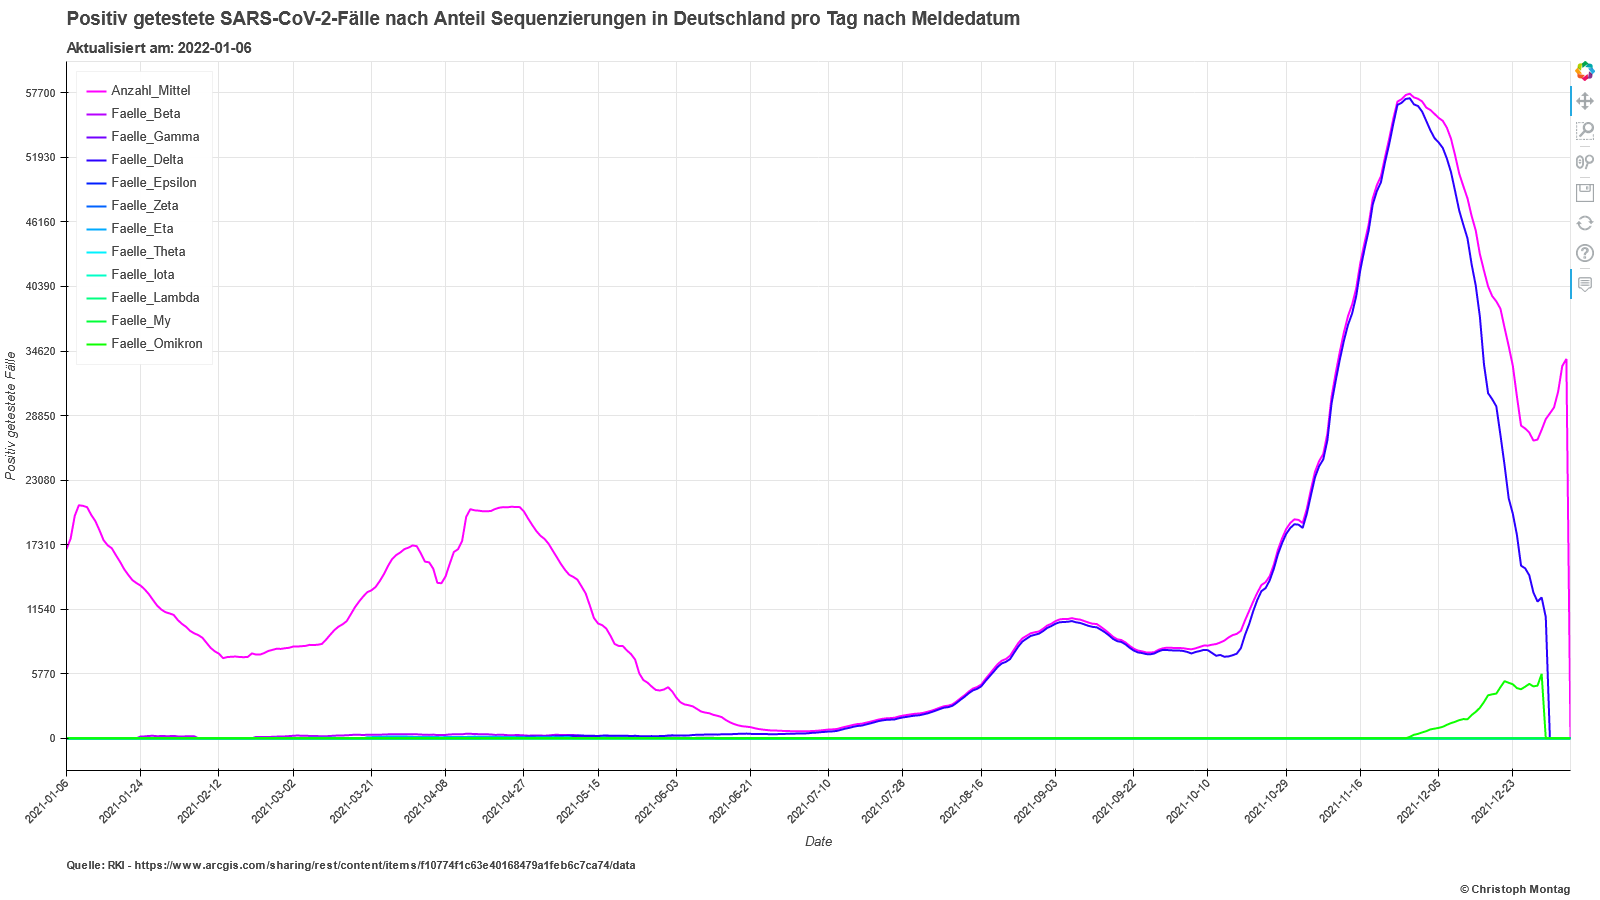 Positiv getestete SARS-CoV-2-Fälle nach Anteil Sequenzierungen in Deutschland pro Tag nach Meldedatum
Aktualisiert am: 2022-01-06
Anzahl_Mittel
Faelle_Beta
Faelle_Gamma
Faelle_Delta
Faelle_Epsilon
Faelle_Zeta
Faelle_Eta
Faelle_Theta
Faelle_Iota
Faelle_Lambda
Faelle_My
Faelle_Omikron
57700
51930
46160
40390
34620
28850
23080
17310
11540
5770
0
Positiv getestete Fälle
2021-01-06
2021-01-24
2021-02-12
2021-03-02
2021-03-21
2021-04-08
2021-04-27
2021-05-15
2021-06-03
2021-06-21
2021-07-10
2021-07-28
2021-08-16
2021-09-03
2021-09-22
2021-10-10
2021-10-29
2021-11-16
2021-12-05
2021-12-23
Date
Quelle: RKI - https://www.arcgis.com/sharing/rest/content/items/f10774f1c63e40168479a1feb6c7ca74/data
© Christoph Montag